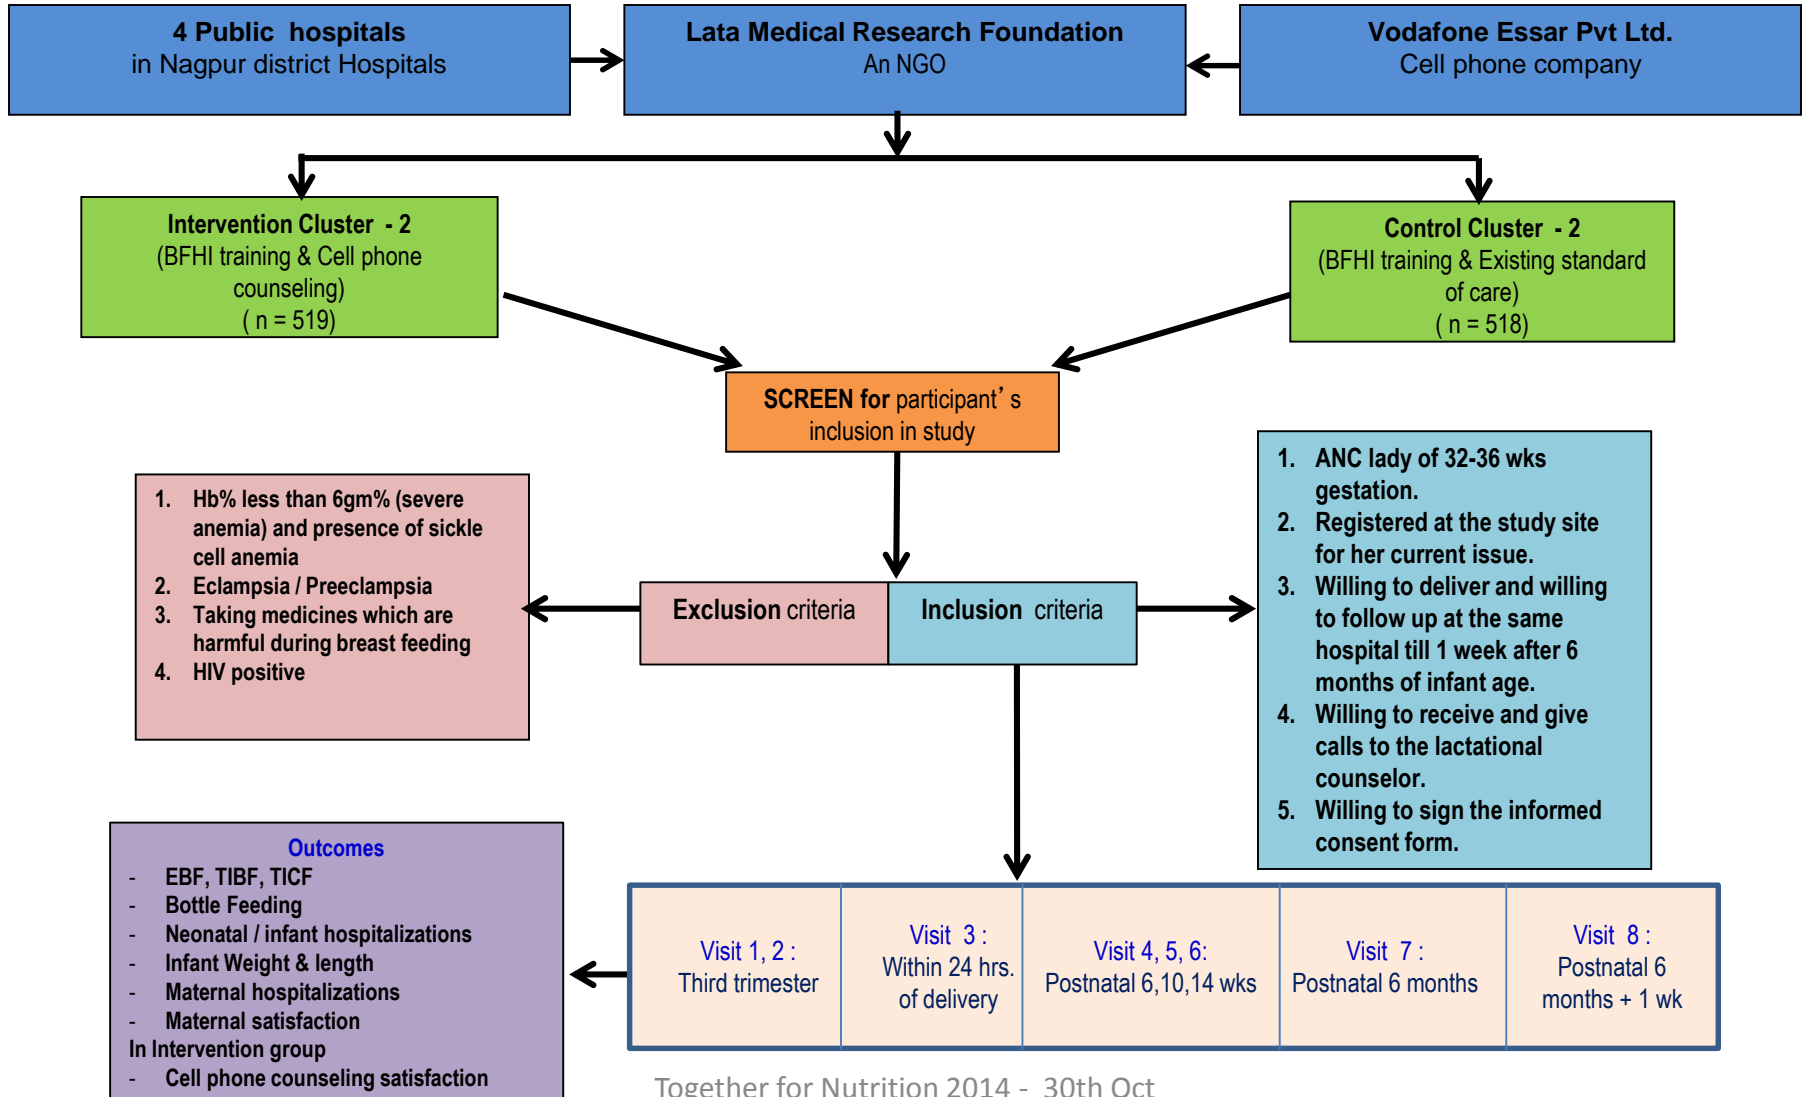 4 Public hospitals
in Nagpur district Hospitals
Lata Medical Research Foundation
An NGO
Vodafone Essar Pvt Ltd.
Cell phone company
Intervention Cluster - 2
(BFHI training & Cell phone
counseling)
( n = 519)
Control Cluster - 2
(BFHI training & Existing standard
of care)
( n = 518)
SCREEN for participant’ s
inclusion in study
1. Hb% less than 6gm% (severe
anemia) and presence of sickle
cell anemia
2. Eclampsia / Preeclampsia
3. Taking medicines which are
harmful during breast feeding
4. HIV positive
Exclusion criteria
Inclusion criteria
1. ANC lady of 32-36 wks
gestation.
2. Registered at the study site
for her current issue.
3. Willing to deliver and willing
to follow up at the same
hospital till 1 week after 6
months of infant age.
4. Willing to receive and give
calls to the lactational
counselor.
5. Willing to sign the informed
consent form.
Outcomes
- EBF, TIBF, TICF
- Bottle Feeding
- Neonatal / infant hospitalizations
- Infant Weight & length
- Maternal hospitalizations
- Maternal satisfaction
In Intervention group
- Cell phone counseling satisfaction
Visit 1, 2 :
Third trimester
Visit 3 :
Within 24 hrs.
of delivery
Visit 4, 5, 6:
Postnatal 6,10,14 wks
Visit 7 :
Postnatal 6 months
Visit 8 :
Postnatal 6
months + 1 wk
Together for Nutrition 2014 - 30th Oct